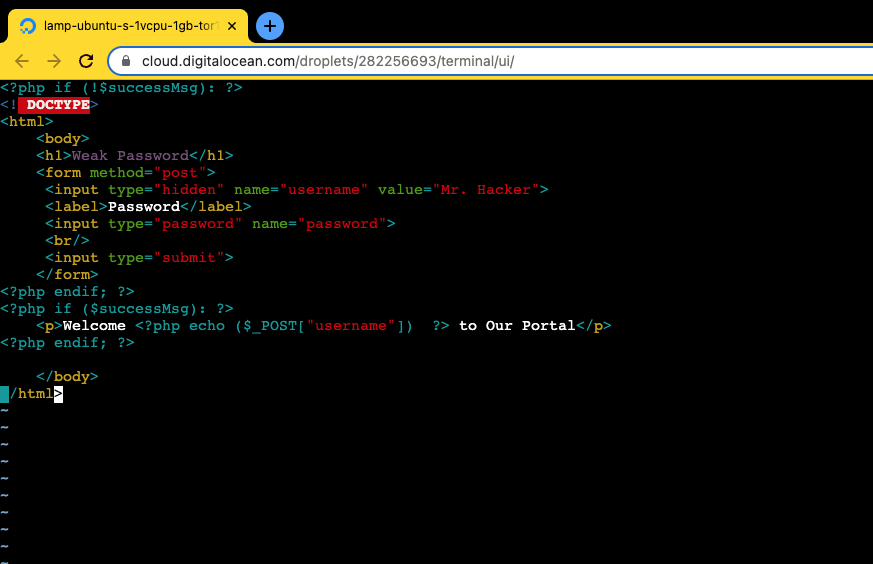 lamp-ubuntu-s-1vcpu-1gb-tor1
cloud.digitalocean.com/droplets/282256693/terminal/ui/
<?php if (!$successMsg): ?>
<! DOCTYPE>
<html>
    <body>
    <h1>Weak Password</h1>
    <form method="post">
     <input type="hidden" name="username" value="Mr. Hacker">
     <label>Password</label>
     <input type="password" name="password">
     <br/>
     <input type="submit">
    </form>
<?php endif; ?>
<?php if ($successMsg): ?>
    <p>Welcome <?php echo ($_POST["username"])  ?> to Our Portal</p>
<?php endif; ?>

    </body>
</html>
~
~
~
~
~
~
~
~
~
~